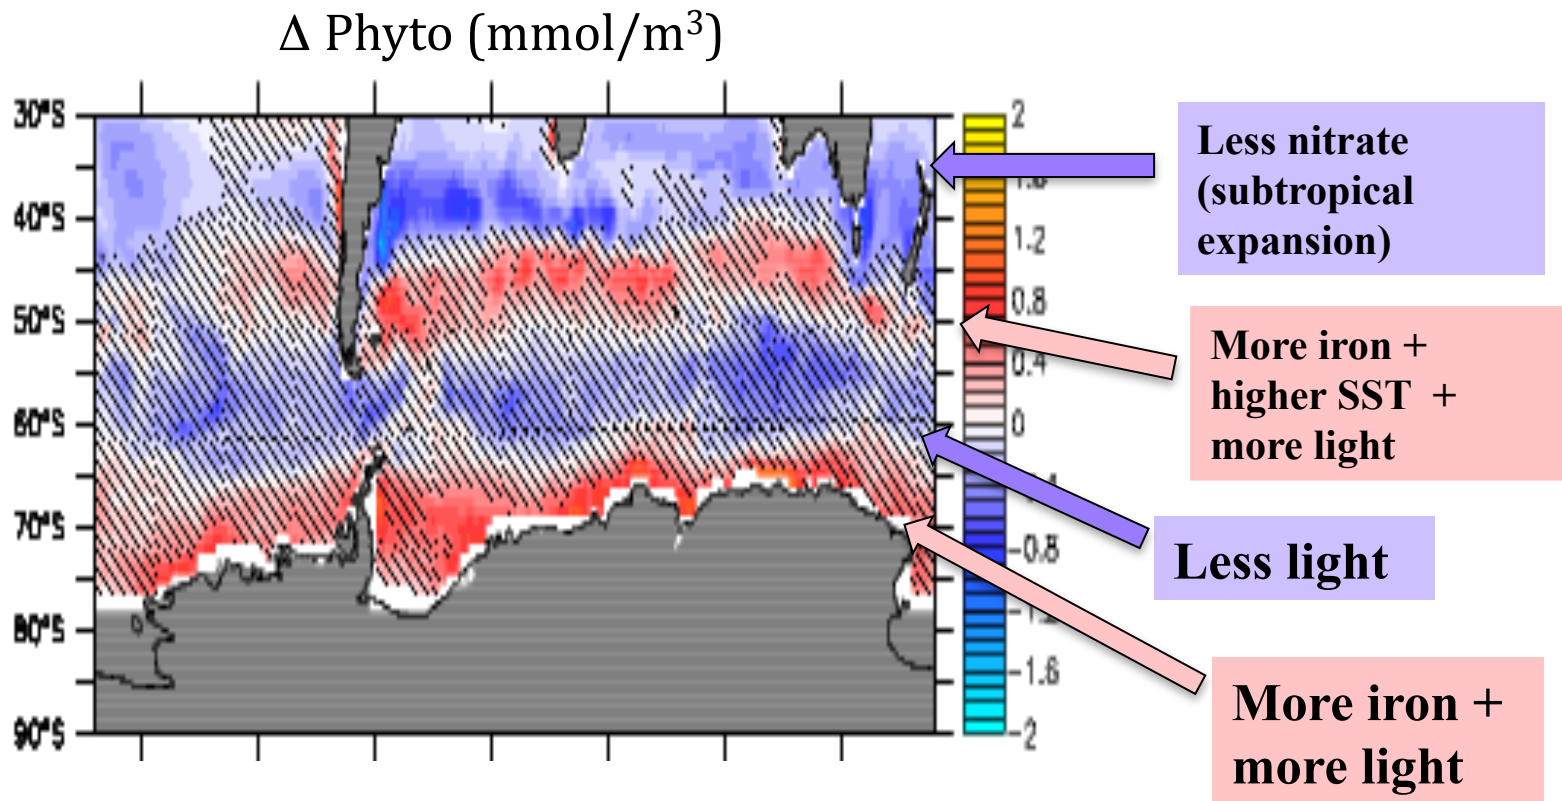 Δ Phyto (mmol/m³)
30°S
40°S
50°S
60°S
70°S
80°S
90°S
2
1.2
0.8
0.4
0
-0.8
-1.6
-2
Less nitrate
(subtropical
expansion)
More iron +
higher SST +
more light
Less light
More iron +
more light